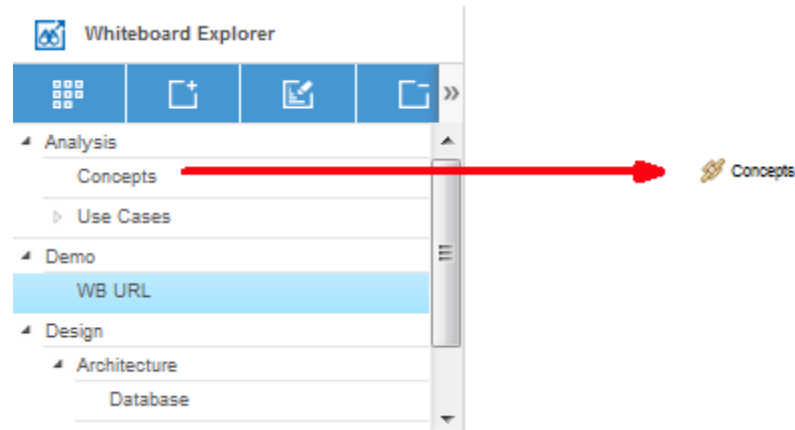 Whiteboard Explorer
»
Analysis
Concepts
Concepts
Use Cases
Demo
WB URL
Design
Architecture
Database